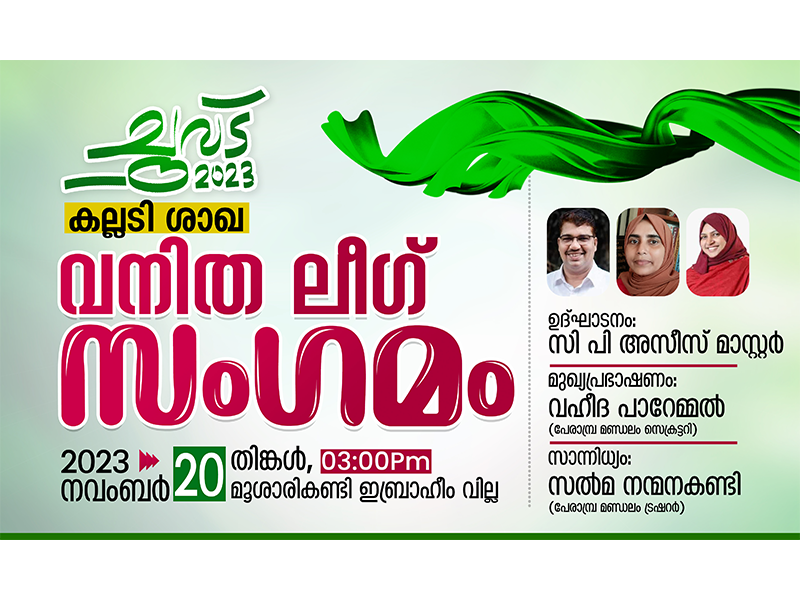 ചുവട്
2023
കല്ലടി ശാഖ
വനിത ലീഗ്
സംഗമം
2023
നവംബർ
20
തിങ്കൾ, 03:00Pm
മൂശാരികണ്ടി ഇബ്രാഹീം വില്ല
ഉദ്ഘാടനം:
സി പി അസീസ് മാസ്റ്റർ
മുഖ്യപ്രഭാഷണം:
വഹീദ പാറേമ്മൽ
(പേരാമ്പ്ര മണ്ഡലം സെക്രട്ടറി)
സാന്നിധ്യം:
സൽമ നന്മനകണ്ടി
(പേരാമ്പ്ര മണ്ഡലം ട്രഷറർ)